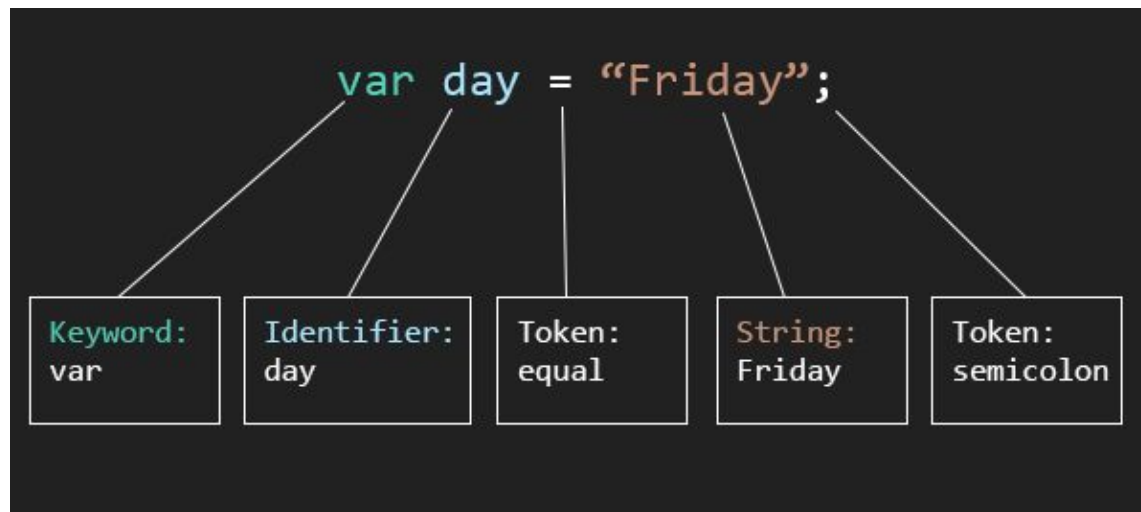 var day = “Friday”;
Keyword:
var
Identifier:
day
Token:
equal
String:
Friday
Token:
semicolon